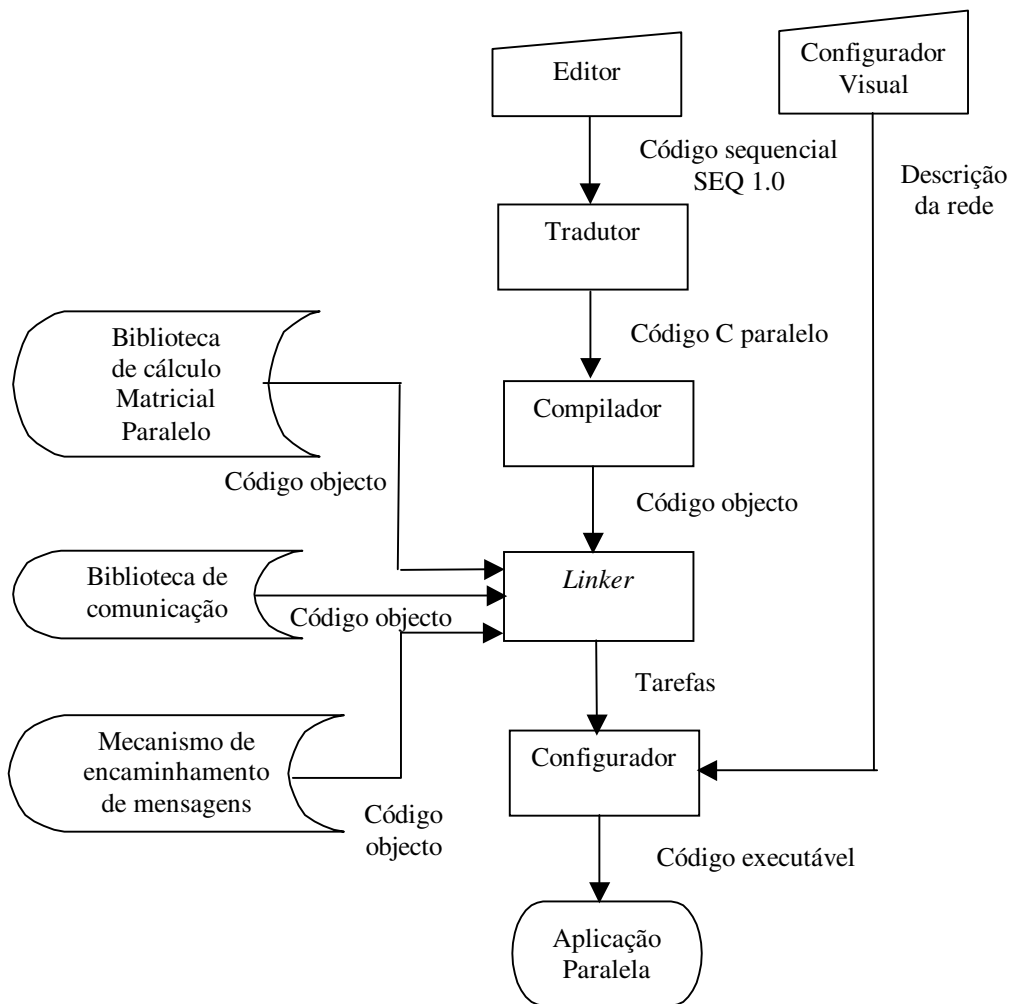 Editor
Configurador
Visual
Código sequencial
SEQ 1.0
Descrição
da rede
Tradutor
Código C paralelo
Biblioteca
de cálculo
Matricial
Paralelo
Compilador
Código objecto
Código objecto
Biblioteca de
comunicação
Linker
Código objecto
Tarefas
Mecanismo de
encaminhamento
de mensagens
Configurador
Código
objecto
Código executável
Aplicação
Paralela